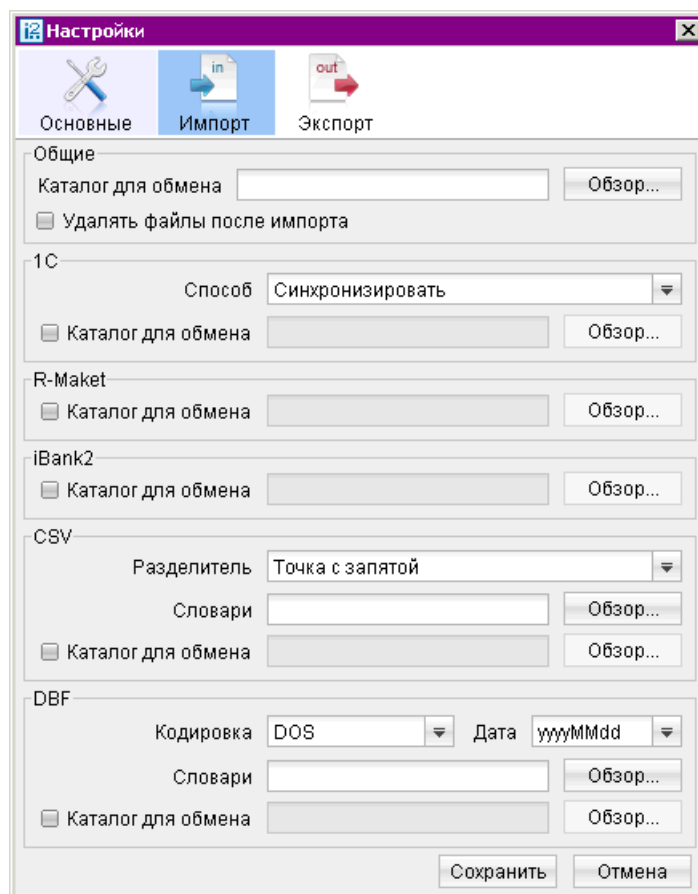 i2 Настройки
in out
Основные Импорт Экспорт
Общие
Каталог для обмена Обзор...
Удалять файлы после импорта
1С
Способ Синхронизировать
Каталог для обмена Обзор...
R-Maket
Каталог для обмена Обзор...
iBank2
Каталог для обмена Обзор...
CSV
Разделитель Точка с запятой
Словари Обзор...
Каталог для обмена Обзор...
DBF
Кодировка DOS Дата yyyyMMdd
Словари Обзор...
Каталог для обмена Обзор...
Сохранить Отмена